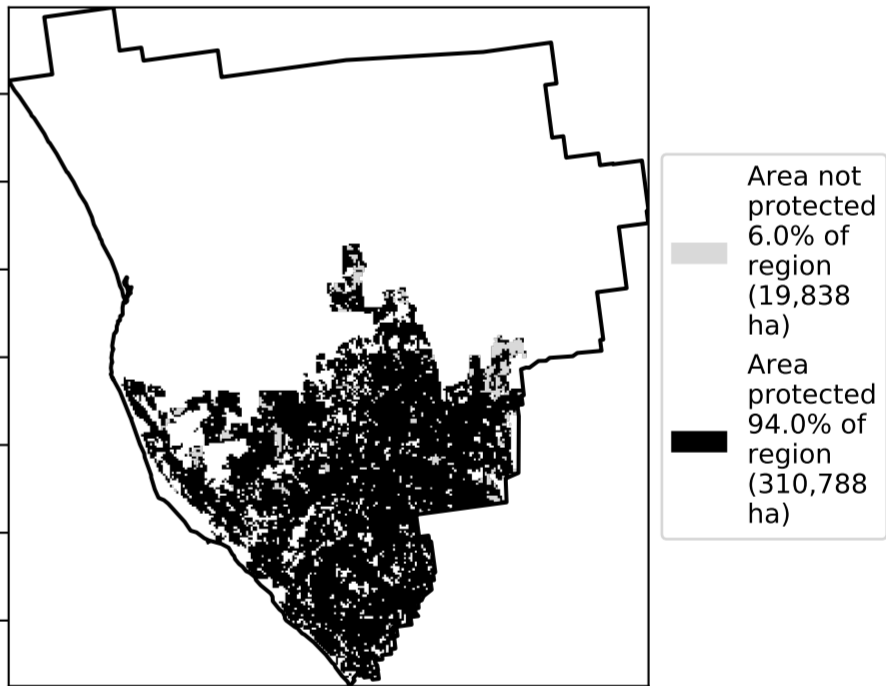 Area not
protected
6.0% of
region
(19,838
ha)
Area
protected
94.0% of
region
(310,788
ha)